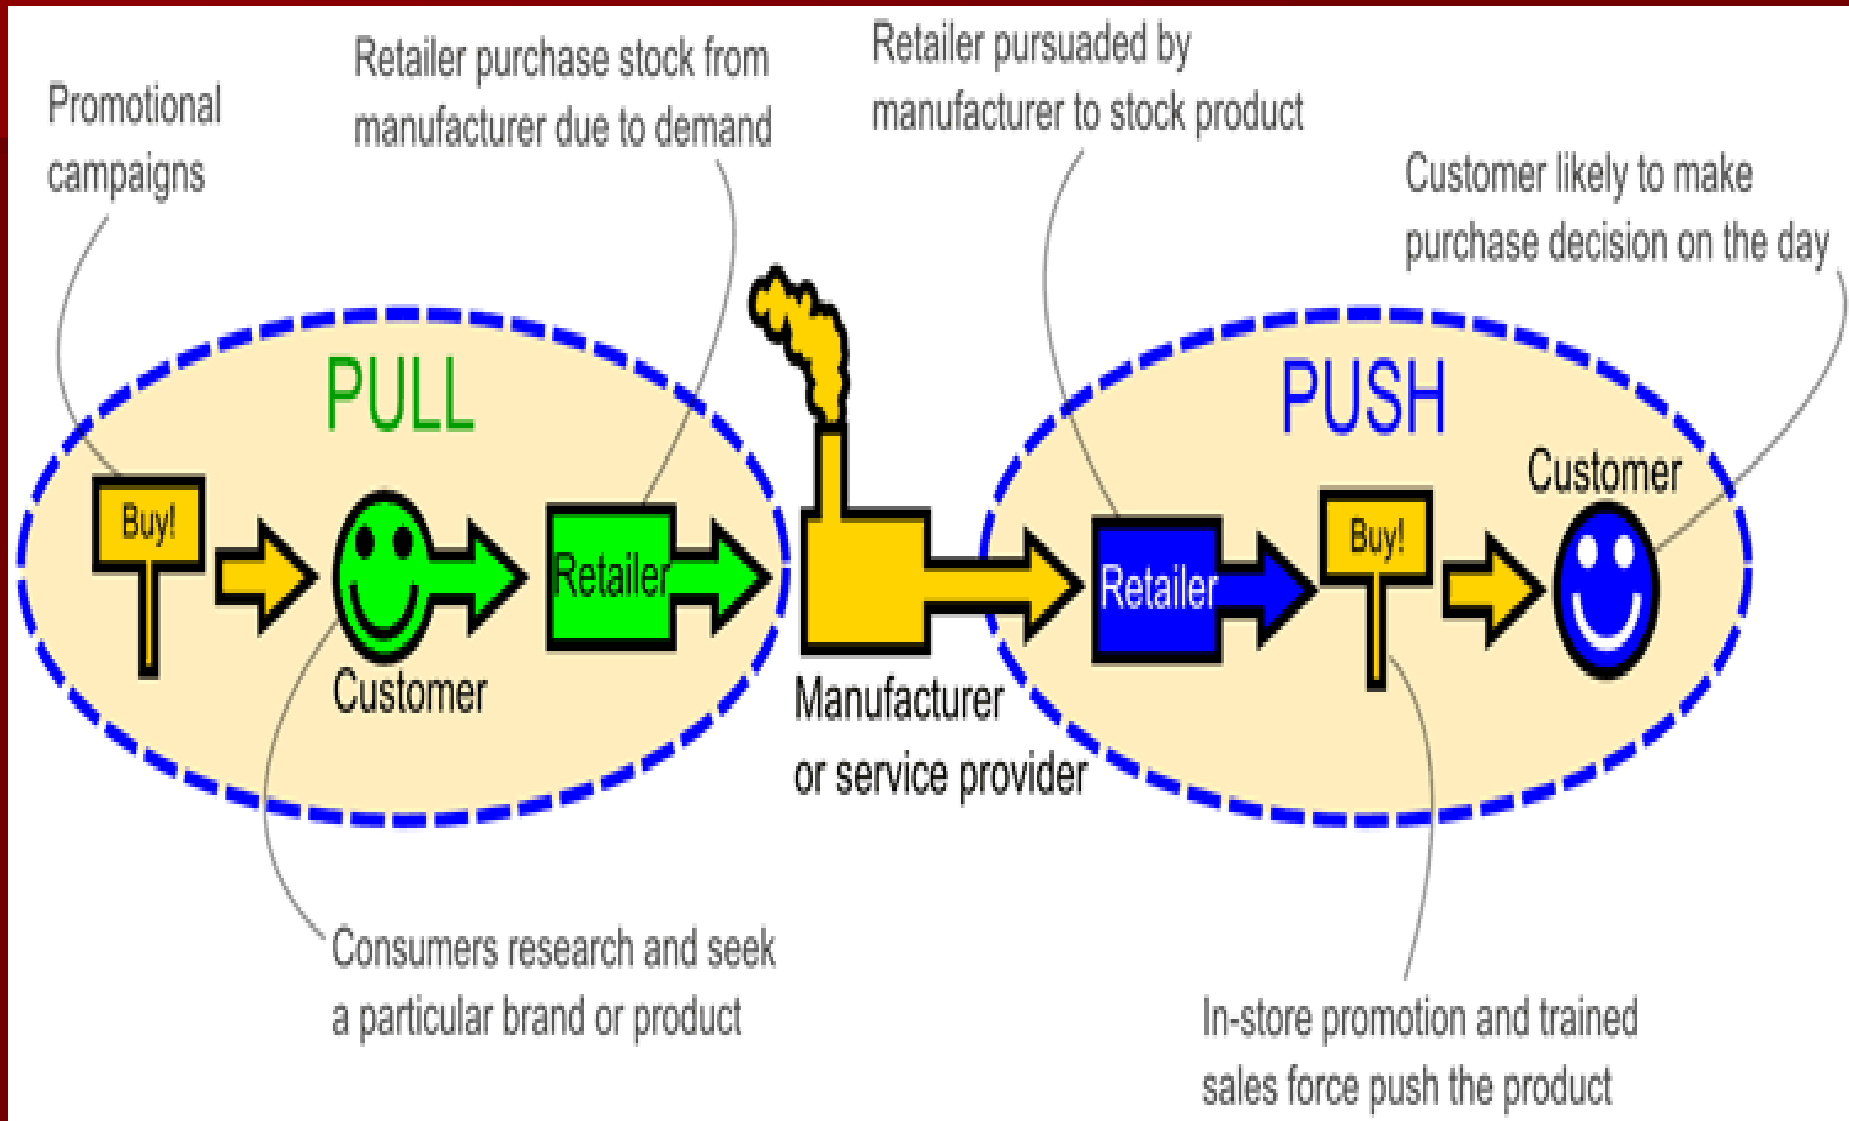 Promotional
campaigns
Retailer purchase stock from
manufacturer due to demand
Retailer pursuaded by
manufacturer to stock product
Customer likely to make
purchase decision on the day
PULL
Buy!
Customer
Retailer
Manufacturer
or service provider
PUSH
Retailer
Buy!
Customer
Consumers research and seek
a particular brand or product
In-store promotion and trained
sales force push the product